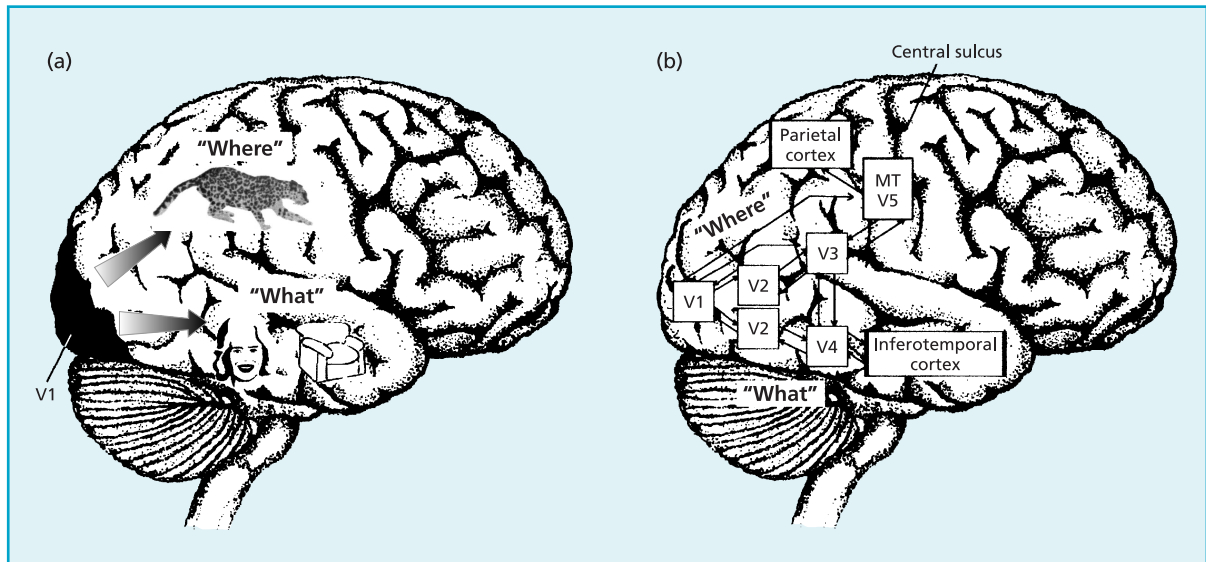 (a)
“Where”
“What”
V1
(b)
Central sulcus
Parietal
cortex
MT
V5
“Where”
V3
V2
V1
V2
V4
Inferotemporal
cortex
“What”